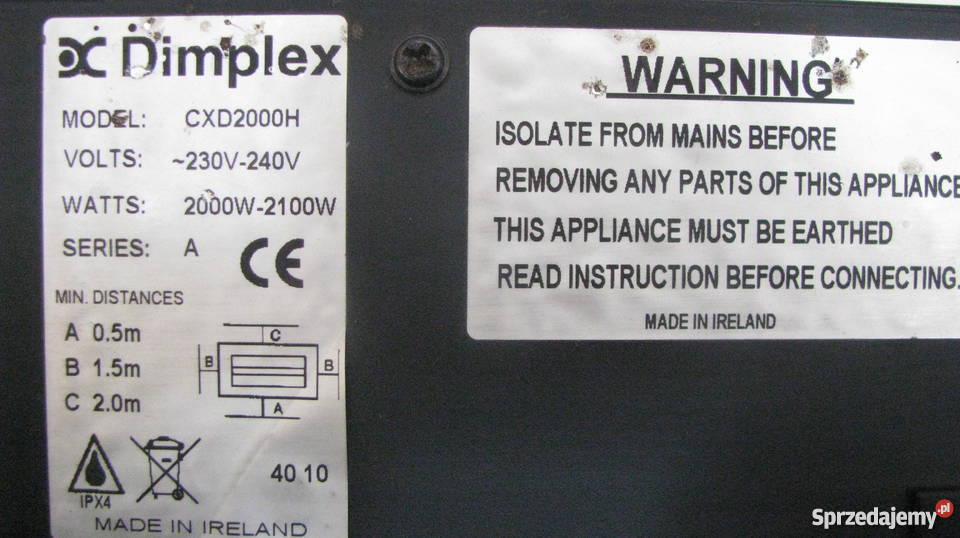 Dimplex
MODEL: CXD2000H
VOLTS: ~230V-240V
WATTS: 2000W-2100W
SERIES: A CE
MIN. DISTANCES
A 0.5m
B 1.5m
C 2.0m
C
B B
A
IPX4
40 10
MADE IN IRELAND
WARNING
ISOLATE FROM MAINS BEFORE
REMOVING ANY PARTS OF THIS APPLIANCE
THIS APPLIANCE MUST BE EARTHED
READ INSTRUCTION BEFORE CONNECTING.
MADE IN IRELAND
Sprzedajemy.pl